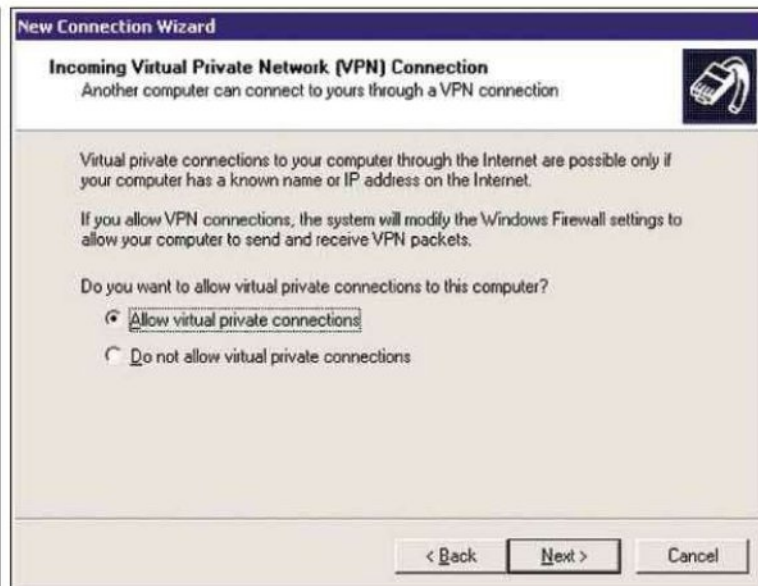 New Connection Wizard
Incoming Virtual Private Network (VPN) Connection
Another computer can connect to yours through a VPN connection
Virtual private connections to your computer through the Internet are possible only if
your computer has a known name or IP address on the Internet.
If you allow VPN connections, the system will modify the Windows Firewall settings to
allow your computer to send and receive VPN packets.
Do you want to allow virtual private connections to this computer?
Allow virtual private connections
Do not allow virtual private connections
< Back
Next >
Cancel